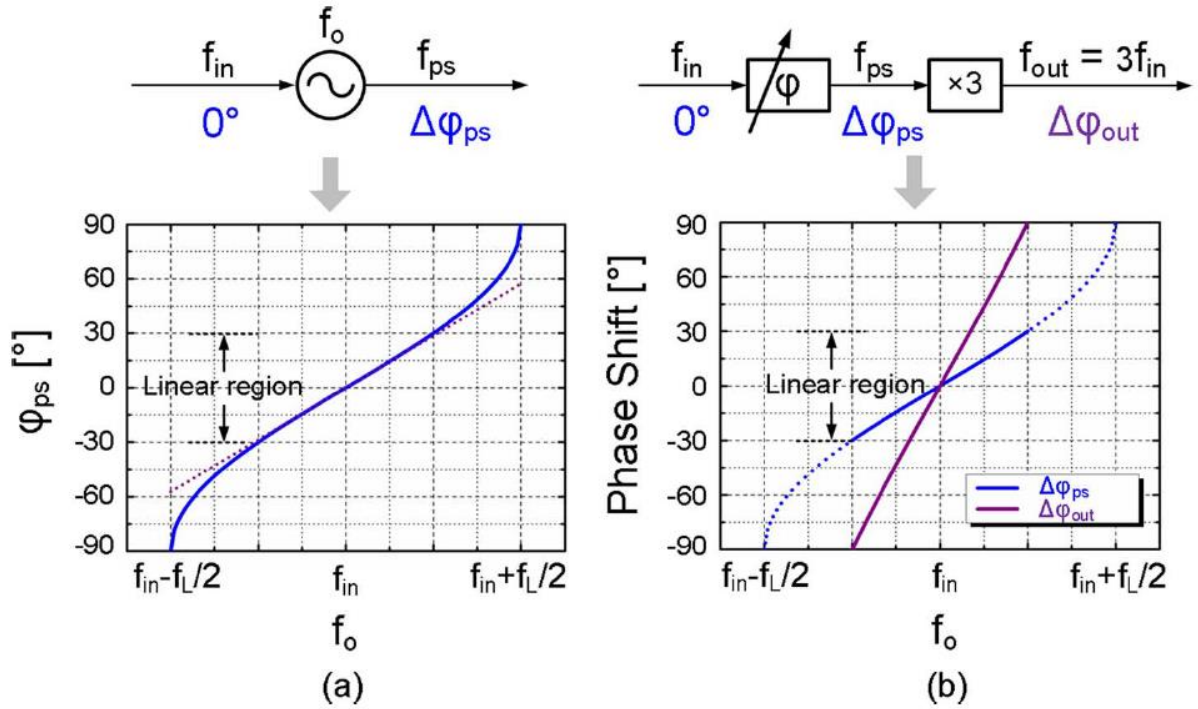 f_o
f_in
f_ps
0°
Δφ_ps
90
60
30
0
-30
-60
-90
φ_ps [°]
Linear region
f_in-f_L/2
f_in
f_in+f_L/2
f_o
(a)
f_in
φ
f_ps
×3
f_out = 3f_in
0°
Δφ_ps
Δφ_out
90
60
30
0
-30
-60
-90
Phase Shift [°]
Linear region
Δφ_ps
Δφ_out
f_in-f_L/2
f_in
f_in+f_L/2
f_o
(b)